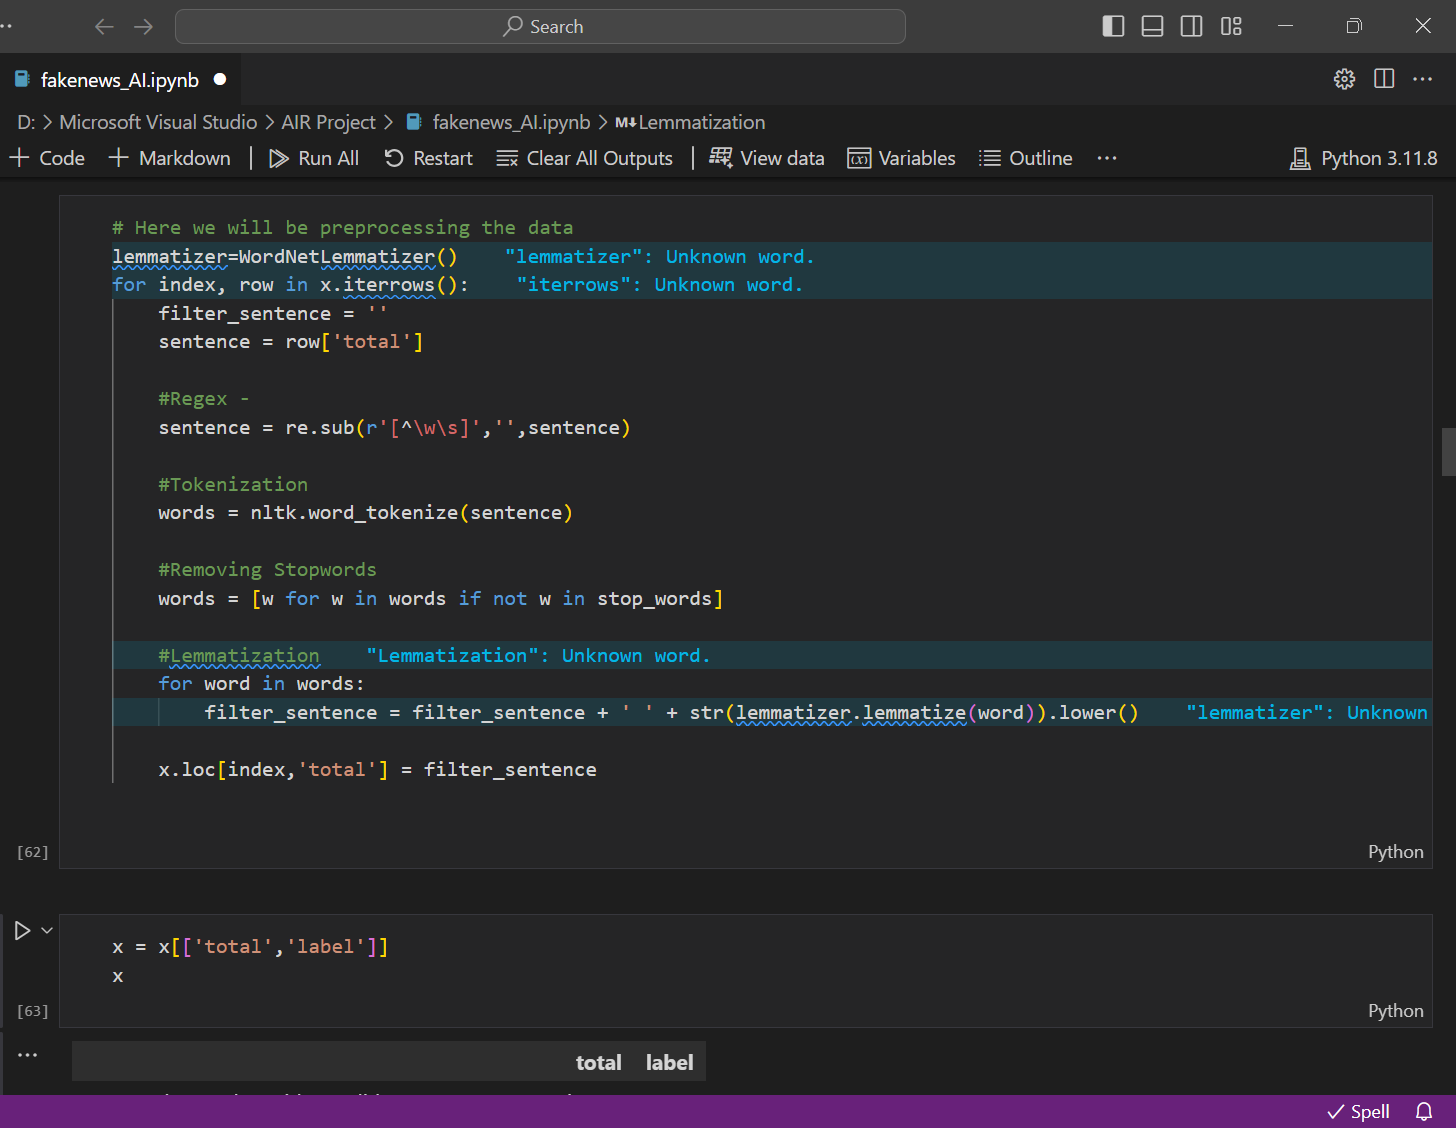 Search
fakenews_AI.ipynb
D: > Microsoft Visual Studio > AIR Project > fakenews_AI.ipynb > M↓Lemmatization
+ Code + Markdown | Run All Restart Clear All Outputs | View data (x) Variables Outline ... Python 3.11.8
# Here we will be preprocessing the data
lemmatizer=WordNetLemmatizer() "lemmatizer": Unknown word.
for index, row in x.iterrows(): "iterrows": Unknown word.
filter_sentence = ''
sentence = row['total']
#Regex -
sentence = re.sub(r'[^\w\s]','',sentence)
#Tokenization
words = nltk.word_tokenize(sentence)
#Removing Stopwords
words = [w for w in words if not w in stop_words]
#Lemmatization "Lemmatization": Unknown word.
for word in words:
filter_sentence = filter_sentence + ' ' + str(lemmatizer.lemmatize(word)).lower() "lemmatizer": Unknown
x.loc[index,'total'] = filter_sentence
[62] Python
x = x[['total','label']]
x
[63] Python
...
total label
Spell